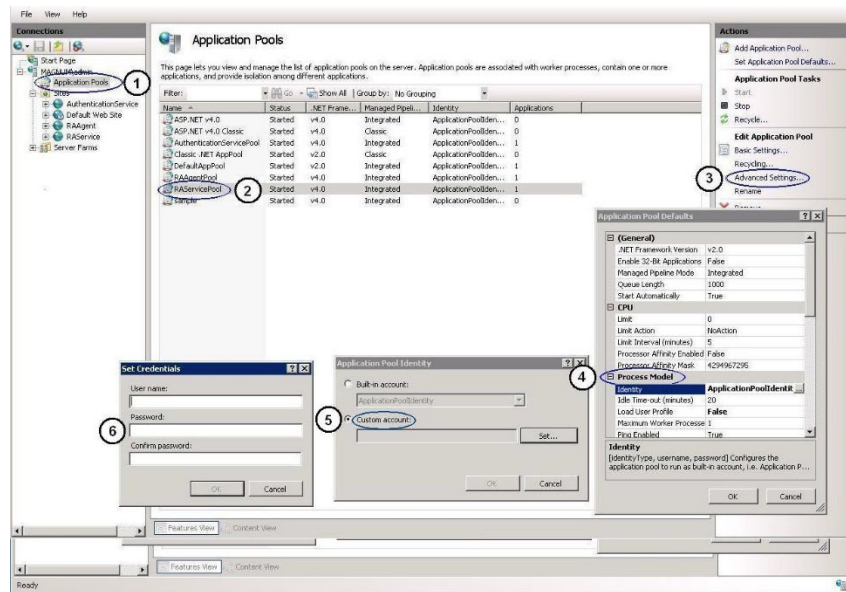 File View Help
Connections
Start Page
MAGNUM\admin
Application Pools
Sites
AuthenticationService
Default Web Site
RAAgent
RAService
Server Farms
1
Application Pools
This page lets you view and manage the list of application pools on the server. Application pools are associated with worker processes, contain one or more
applications, and provide isolation among different applications.
Filter: Go Show All Group by: No Grouping
Name Status .NET Frame... Managed Pipeli... Identity Applications
ASP.NET v4.0 Started v4.0 Integrated ApplicationPoolIden... 0
ASP.NET v4.0 Classic Started v4.0 Classic ApplicationPoolIden... 0
AuthenticationServicePool Started v4.0 Integrated ApplicationPoolIden... 1
Classic .NET AppPool Started v2.0 Classic ApplicationPoolIden... 0
DefaultAppPool Started v2.0 Integrated ApplicationPoolIden... 1
RAAgentPool Started v4.0 Integrated ApplicationPoolIden... 1
RAServicePool Started v4.0 Integrated ApplicationPoolIden... 1
Sample Started v4.0 Integrated ApplicationPoolIden... 0
2
Actions
Add Application Pool...
Set Application Pool Defaults...
Application Pool Tasks
Start
Stop
Recycle...
Edit Application Pool
Basic Settings...
Recycling...
3
Advanced Settings...
Rename
Application Pool Defaults
(General)
.NET Framework Version v2.0
Enable 32-Bit Applications False
Managed Pipeline Mode Integrated
Queue Length 1000
Start Automatically True
CPU
Limit 0
Limit Action NoAction
Limit Interval (minutes) 5
Processor Affinity Enabled False
Processor Affinity Mask 4294967295
4
Process Model
Identity ApplicationPoolIdentit ...
Idle Time-out (minutes) 20
Load User Profile False
Maximum Worker Processe 1
Ping Enabled True
Identity
[identityType, username, password] Configures the
application pool to run as built-in account, i.e. Application P...
OK Cancel
Application Pool Identity
Built-in account:
ApplicationPoolIdentity
5
Custom account:
Set...
OK Cancel
Set Credentials
User name:
Password:
6
Confirm password:
OK Cancel
Features View Content View
Features View Content View
Ready